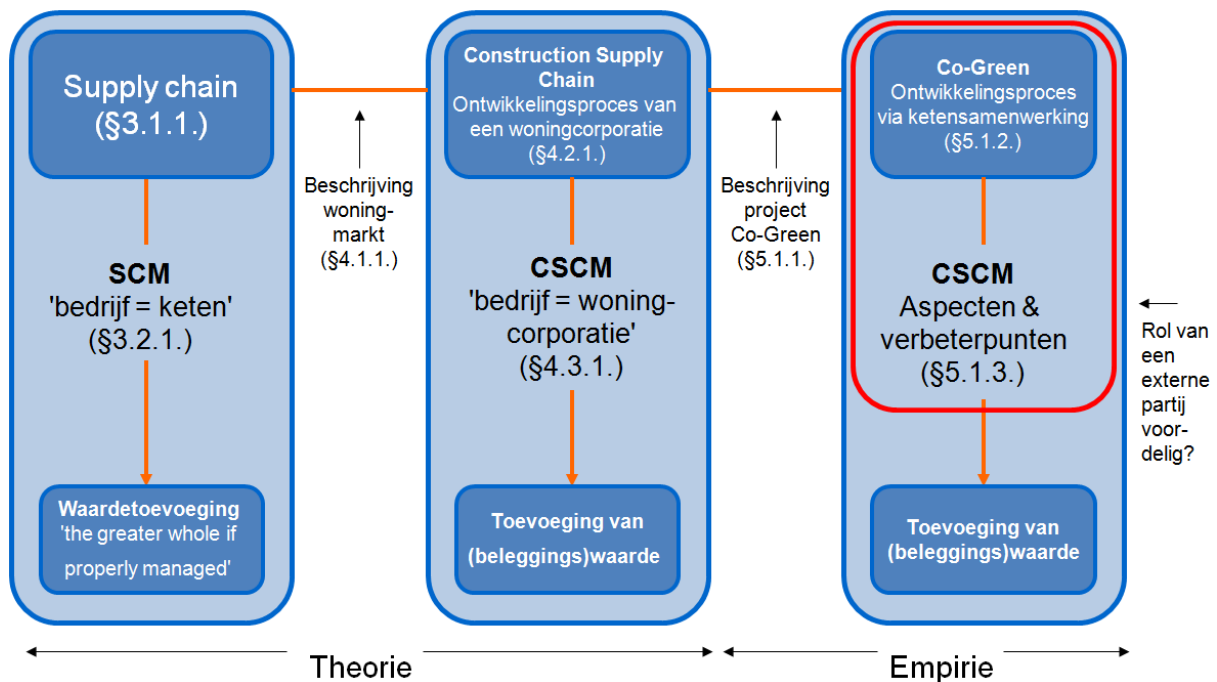 Supply chain
(§3.1.1.)
SCM
'bedrijf = keten'
(§3.2.1.)
Waardetoevoeging
'the greater whole if
properly managed'
Beschrijving
woning-
markt
(§4.1.1.)
Construction Supply
Chain
Ontwikkelingsproces van
een woningcorporatie
(§4.2.1.)
CSCM
'bedrijf = woning-
corporatie'
(§4.3.1.)
Toevoeging van
(beleggings)waarde
Beschrijving
project
Co-Green
(§5.1.1.)
Co-Green
Ontwikkelingsproces
via ketensamenwerking
(§5.1.2.)
CSCM
Aspecten &
verbeterpunten
(§5.1.3.)
Toevoeging van
(beleggings)waarde
Rol van
een
externe
partij
voor-
delig?
Theorie
Empirie